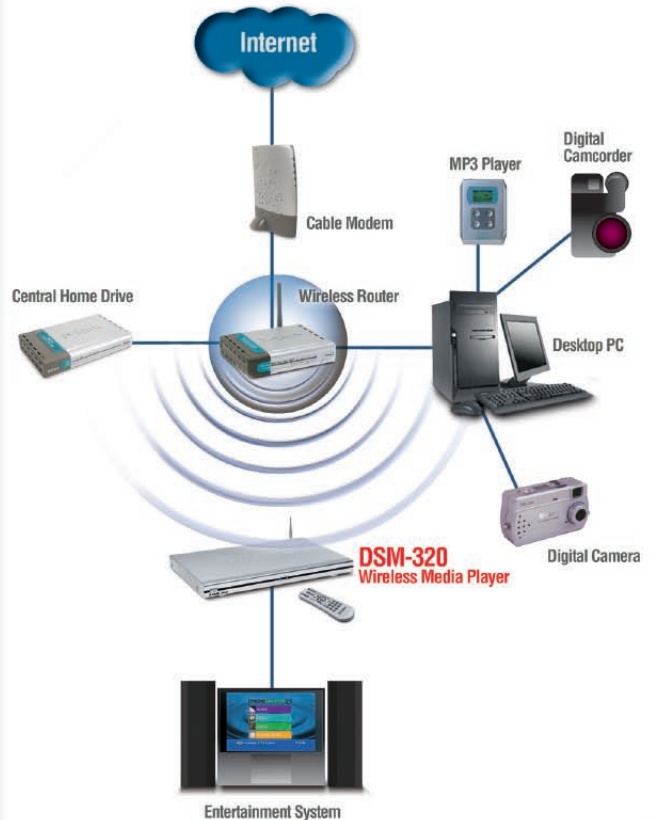 Internet
Digital
Camcorder
MP3 Player
Cable Modem
Central Home Drive
Wireless Router
Desktop PC
DSM-320
Wireless Media Player
Digital Camera
Entertainment System